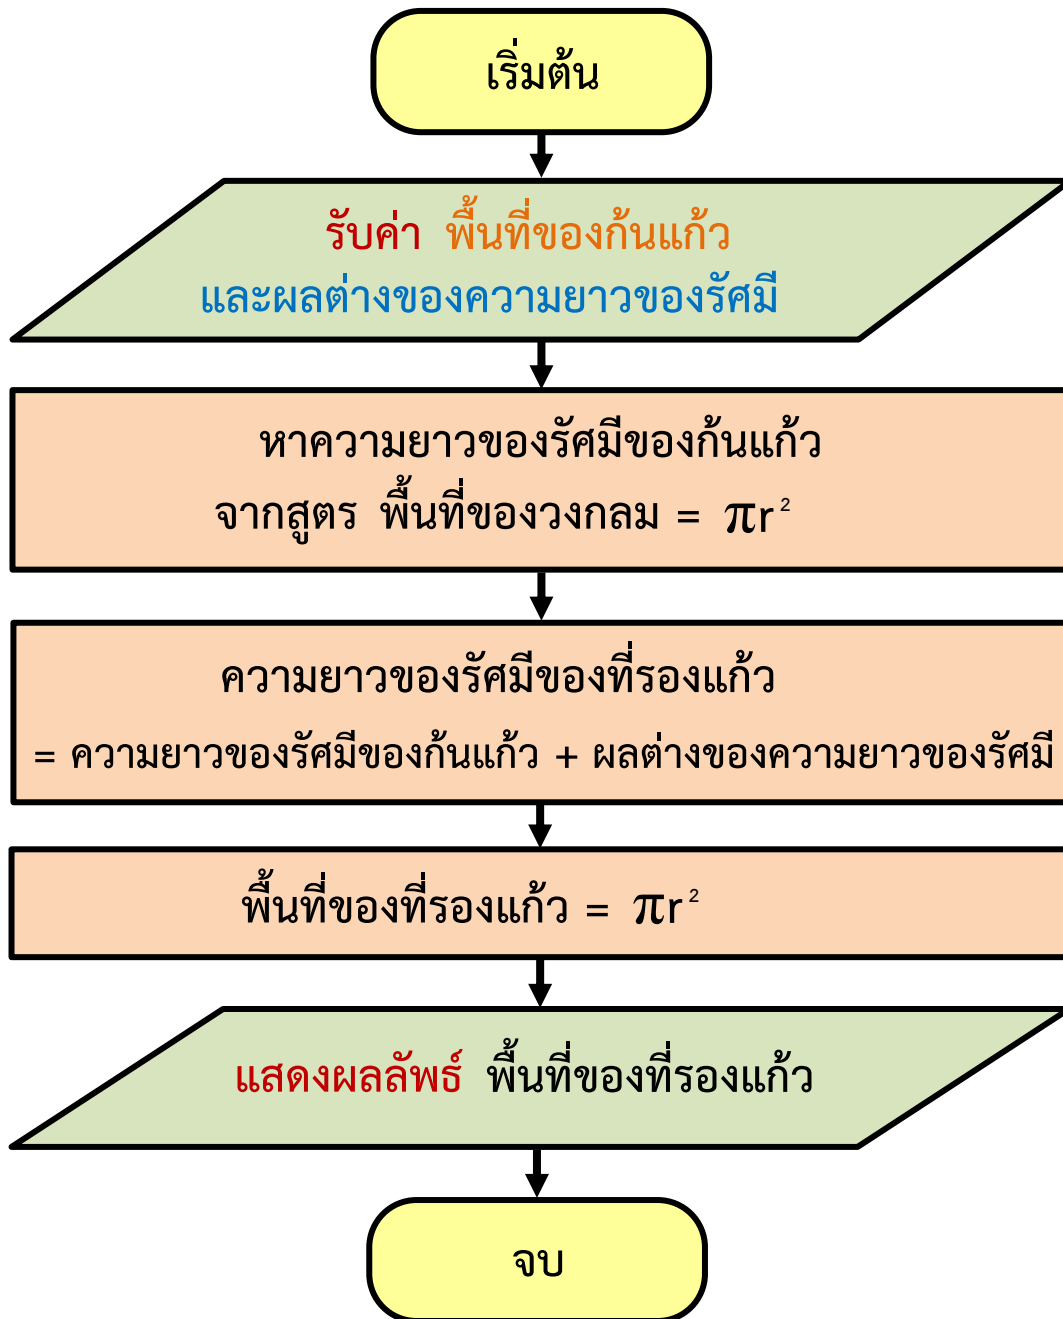 เริ่มต้น
รับค่า พื้นที่ของก้นแก้ว
และผลต่างของความยาวของรัศมี
หาความยาวของรัศมีของก้นแก้ว
จากสูตร พื้นที่ของวงกลม = πr²
ความยาวของรัศมีของที่รองแก้ว
= ความยาวของรัศมีของก้นแก้ว + ผลต่างของความยาวของรัศมี
พื้นที่ของที่รองแก้ว = πr²
แสดงผลลัพธ์ พื้นที่ของที่รองแก้ว
จบ